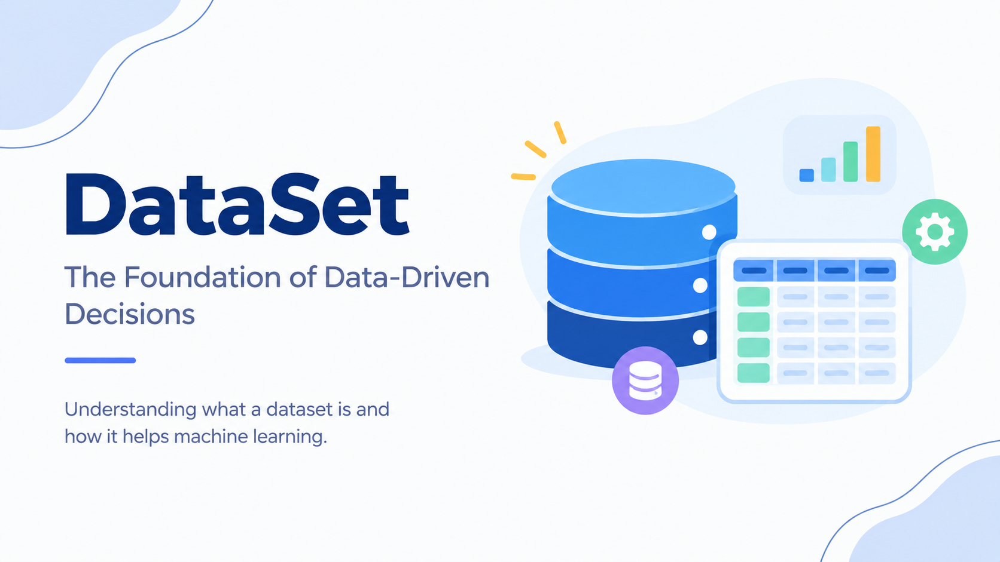 DataSet
The Foundation of Data-Driven
Decisions
Understanding what a dataset is and
how it helps machine learning.